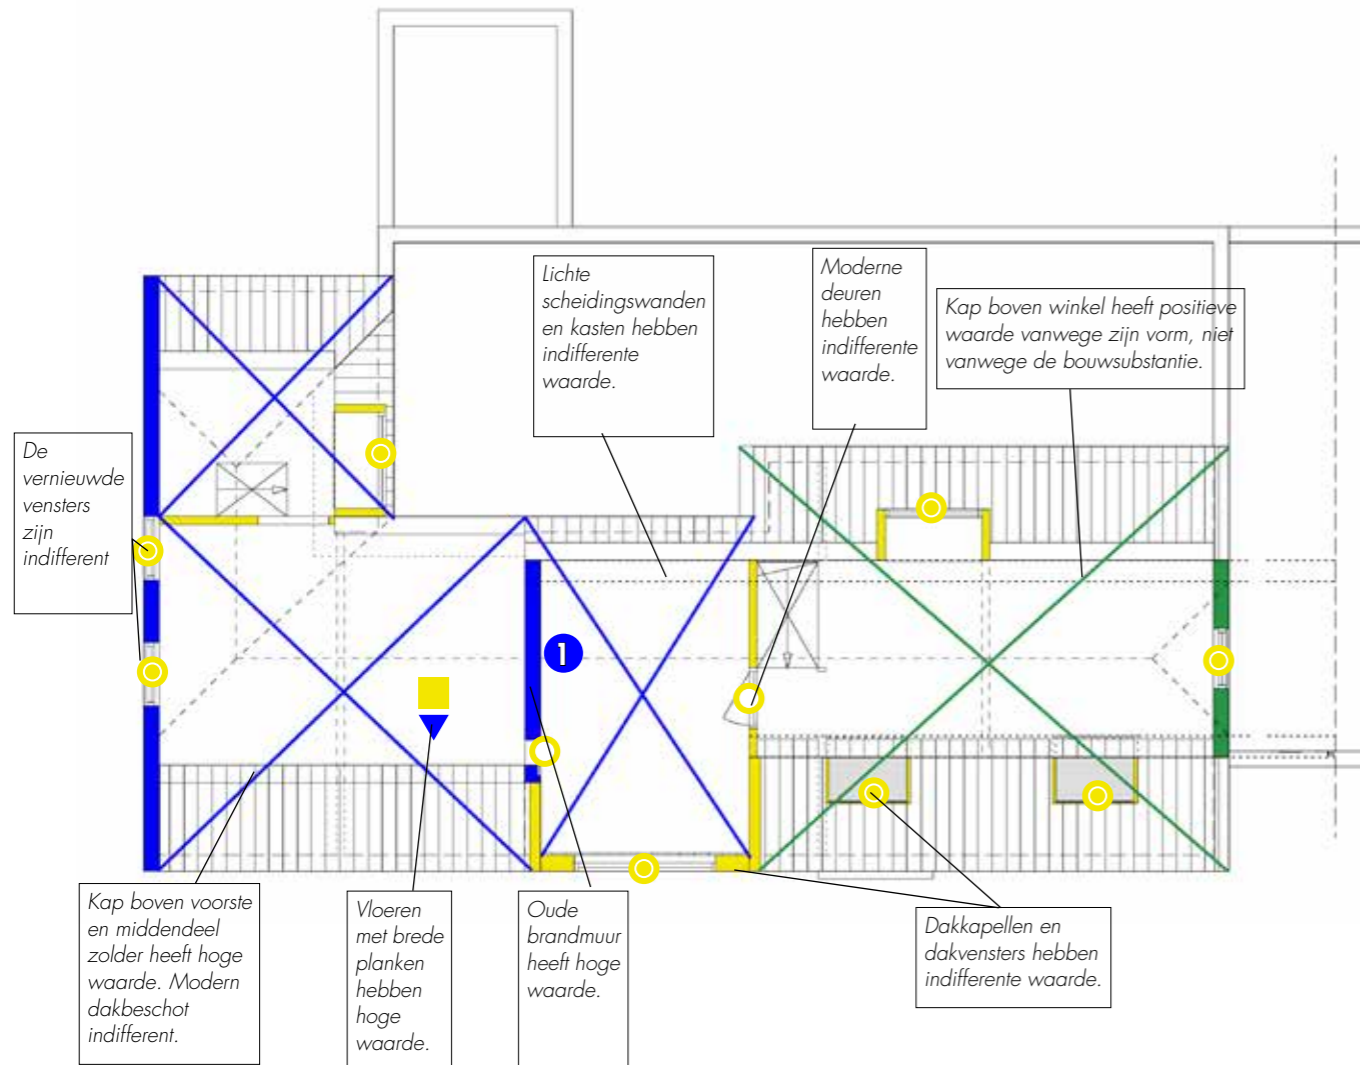 Lichte
scheidingswanden
en kasten hebben
indifferente
waarde.
Moderne
deuren
hebben
indifferente
waarde.
Kap boven winkel heeft positieve
waarde vanwege zijn vorm, niet
vanwege de bouwsubstantie.
De
vernieuwde
vensters
zijn
indifferent
1
Kap boven voorste
en middendeel
zolder heeft hoge
waarde. Modern
dakbeschot
indifferent.
Vloeren
met brede
planken
hebben
hoge
waarde.
Oude
brandmuur
heeft hoge
waarde.
Dakkapellen en
dakvensters hebben
indifferente waarde.